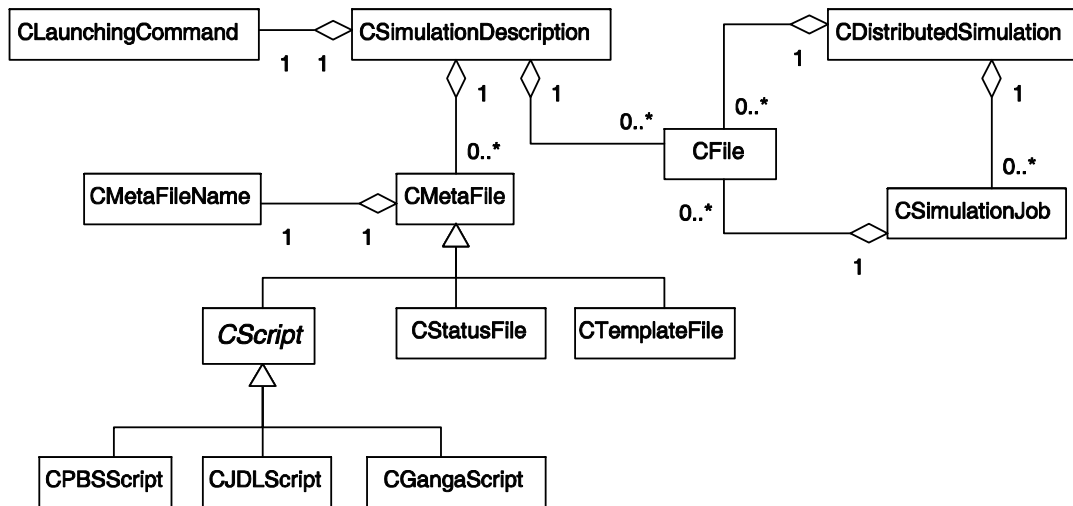 CLaunchingCommand
CSimulationDescription
CDistributedSimulation
1
1
1
1
1
1
0..*
0..*
0..*
0..*
CFile
CMetaFileName
CMetaFile
CSimulationJob
0..*
1
1
1
CScript
CStatusFile
CTemplateFile
CPBSScript
CJDLScript
CGangaScript